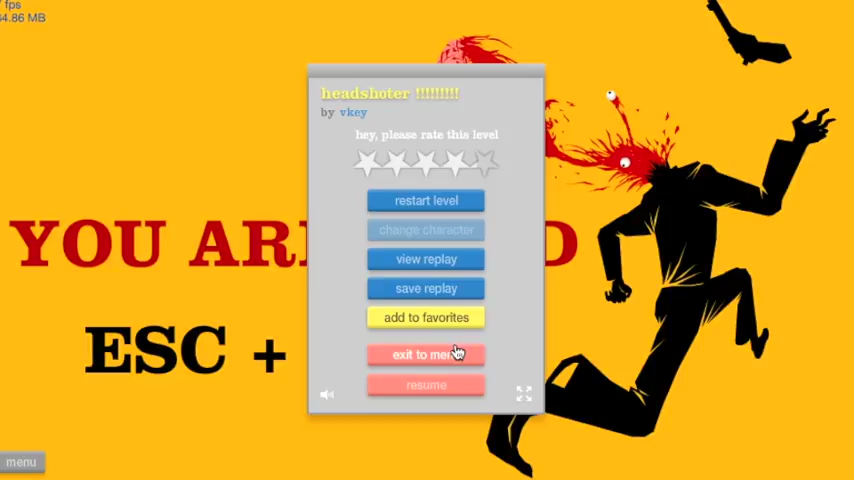 fps
34.86 MB
headshoter !!!!!!!!!
by vkey
hey, please rate this level
restart level
change character
view replay
YOU ARE
D
save replay
add to favorites
ESC +
exit to menu
resume
menu